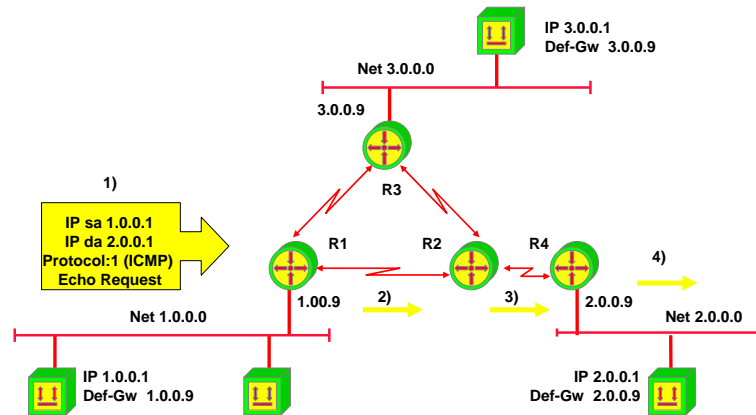 IP 3.0.0.1
Def-Gw 3.0.0.9
Net 3.0.0.0
3.0.0.9
1)
R3
IP sa 1.0.0.1
IP da 2.0.0.1
Protocol:1 (ICMP)
Echo Request
R1
R2
R4
4)
1.00.9
2)
3)
2.0.0.9
Net 1.0.0.0
Net 2.0.0.0
IP 1.0.0.1
Def-Gw 1.0.0.9
IP 2.0.0.1
Def-Gw 2.0.0.9